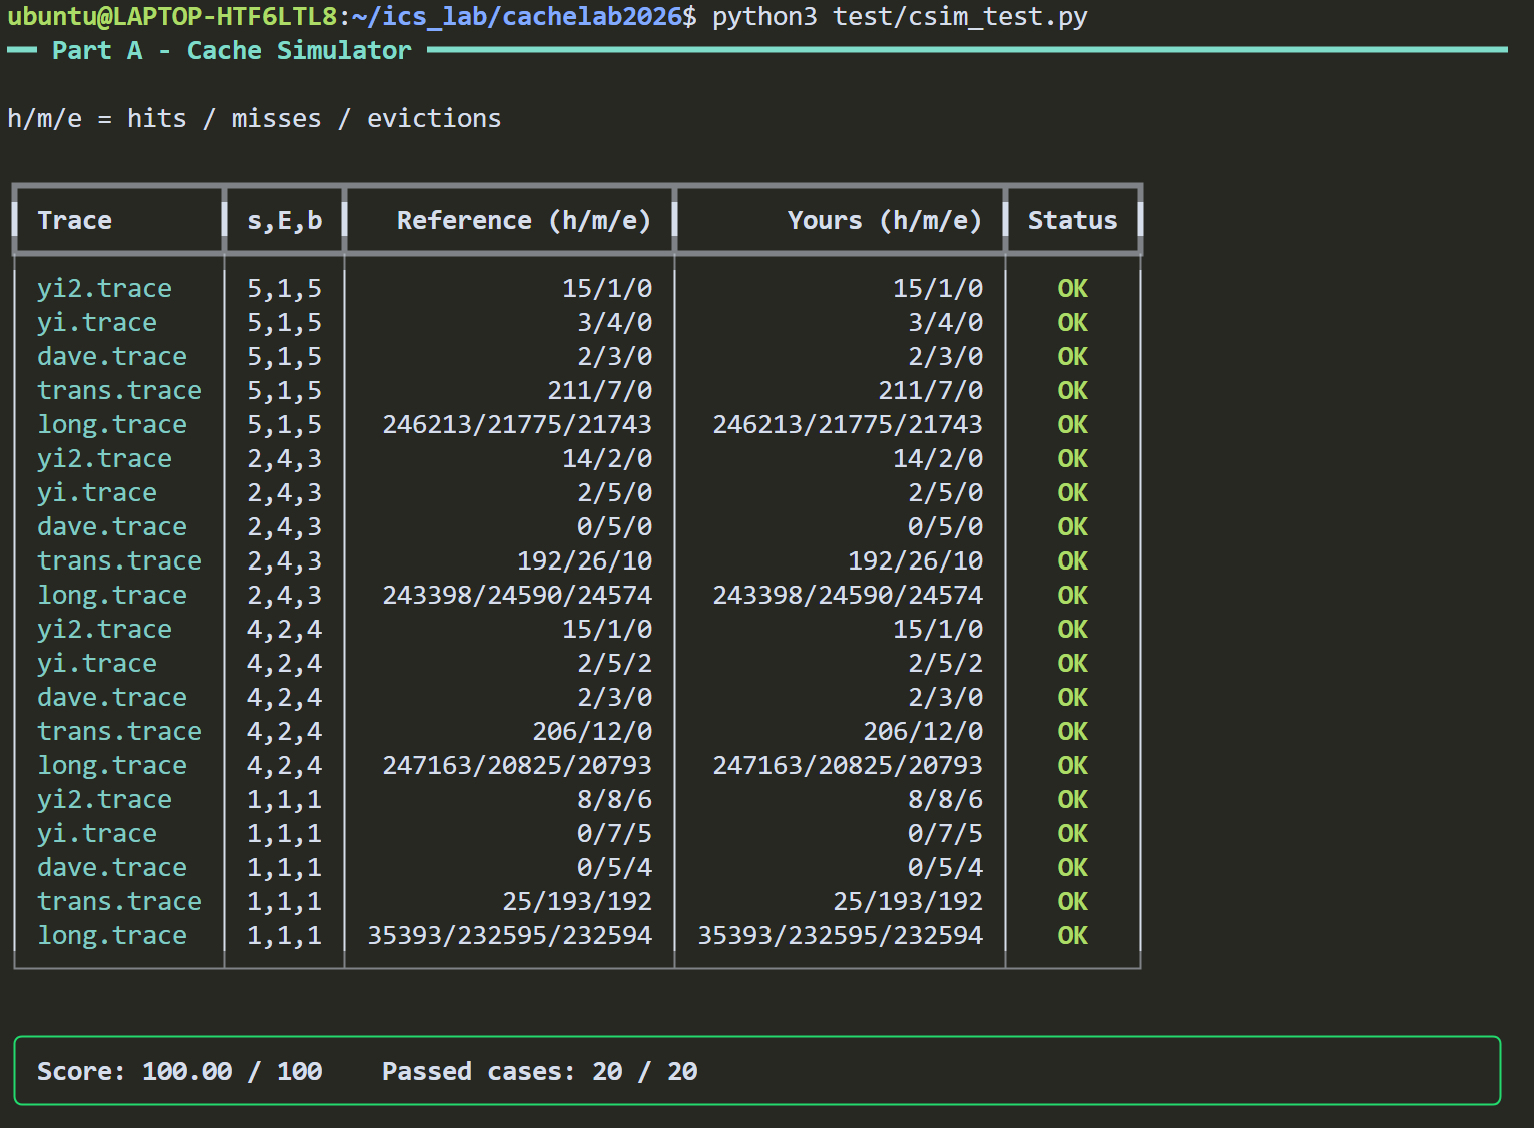 ubuntu@LAPTOP-HTF6LTL8:~/ics_lab/cachelab2026$ python3 test/csim_test.py
Part A - Cache Simulator
h/m/e = hits / misses / evictions
Trace s,E,b Reference (h/m/e) Yours (h/m/e) Status
yi2.trace 5,1,5 15/1/0 15/1/0 OK
yi.trace 5,1,5 3/4/0 3/4/0 OK
dave.trace 5,1,5 2/3/0 2/3/0 OK
trans.trace 5,1,5 211/7/0 211/7/0 OK
long.trace 5,1,5 246213/21775/21743 246213/21775/21743 OK
yi2.trace 2,4,3 14/2/0 14/2/0 OK
yi.trace 2,4,3 2/5/0 2/5/0 OK
dave.trace 2,4,3 0/5/0 0/5/0 OK
trans.trace 2,4,3 192/26/10 192/26/10 OK
long.trace 2,4,3 243398/24590/24574 243398/24590/24574 OK
yi2.trace 4,2,4 15/1/0 15/1/0 OK
yi.trace 4,2,4 2/5/2 2/5/2 OK
dave.trace 4,2,4 2/3/0 2/3/0 OK
trans.trace 4,2,4 206/12/0 206/12/0 OK
long.trace 4,2,4 247163/20825/20793 247163/20825/20793 OK
yi2.trace 1,1,1 8/8/6 8/8/6 OK
yi.trace 1,1,1 0/7/5 0/7/5 OK
dave.trace 1,1,1 0/5/4 0/5/4 OK
trans.trace 1,1,1 25/193/192 25/193/192 OK
long.trace 1,1,1 35393/232595/232594 35393/232595/232594 OK
Score: 100.00 / 100 Passed cases: 20 / 20